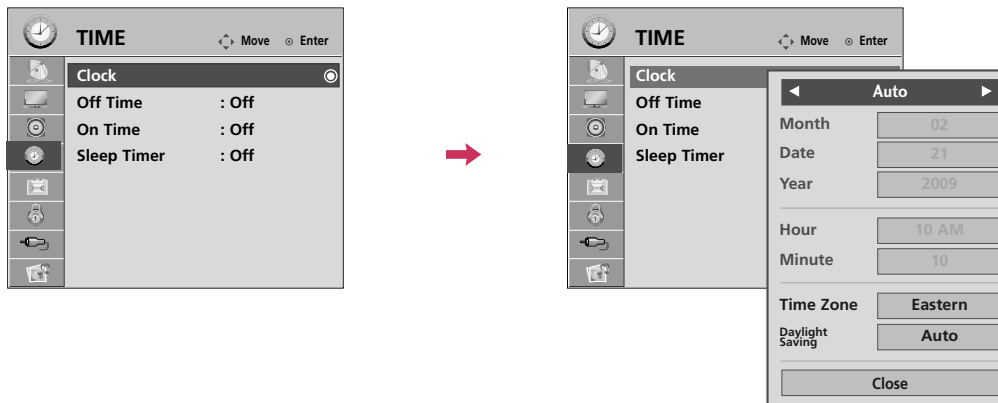 TIME
Move Enter
Clock
Off Time : Off
On Time : Off
Sleep Timer : Off
TIME
Move Enter
Clock
Off Time
On Time
Sleep Timer
Auto
Month 02
Date 21
Year 2009
Hour 10 AM
Minute 10
Time Zone Eastern
Daylight
Saving Auto
Close